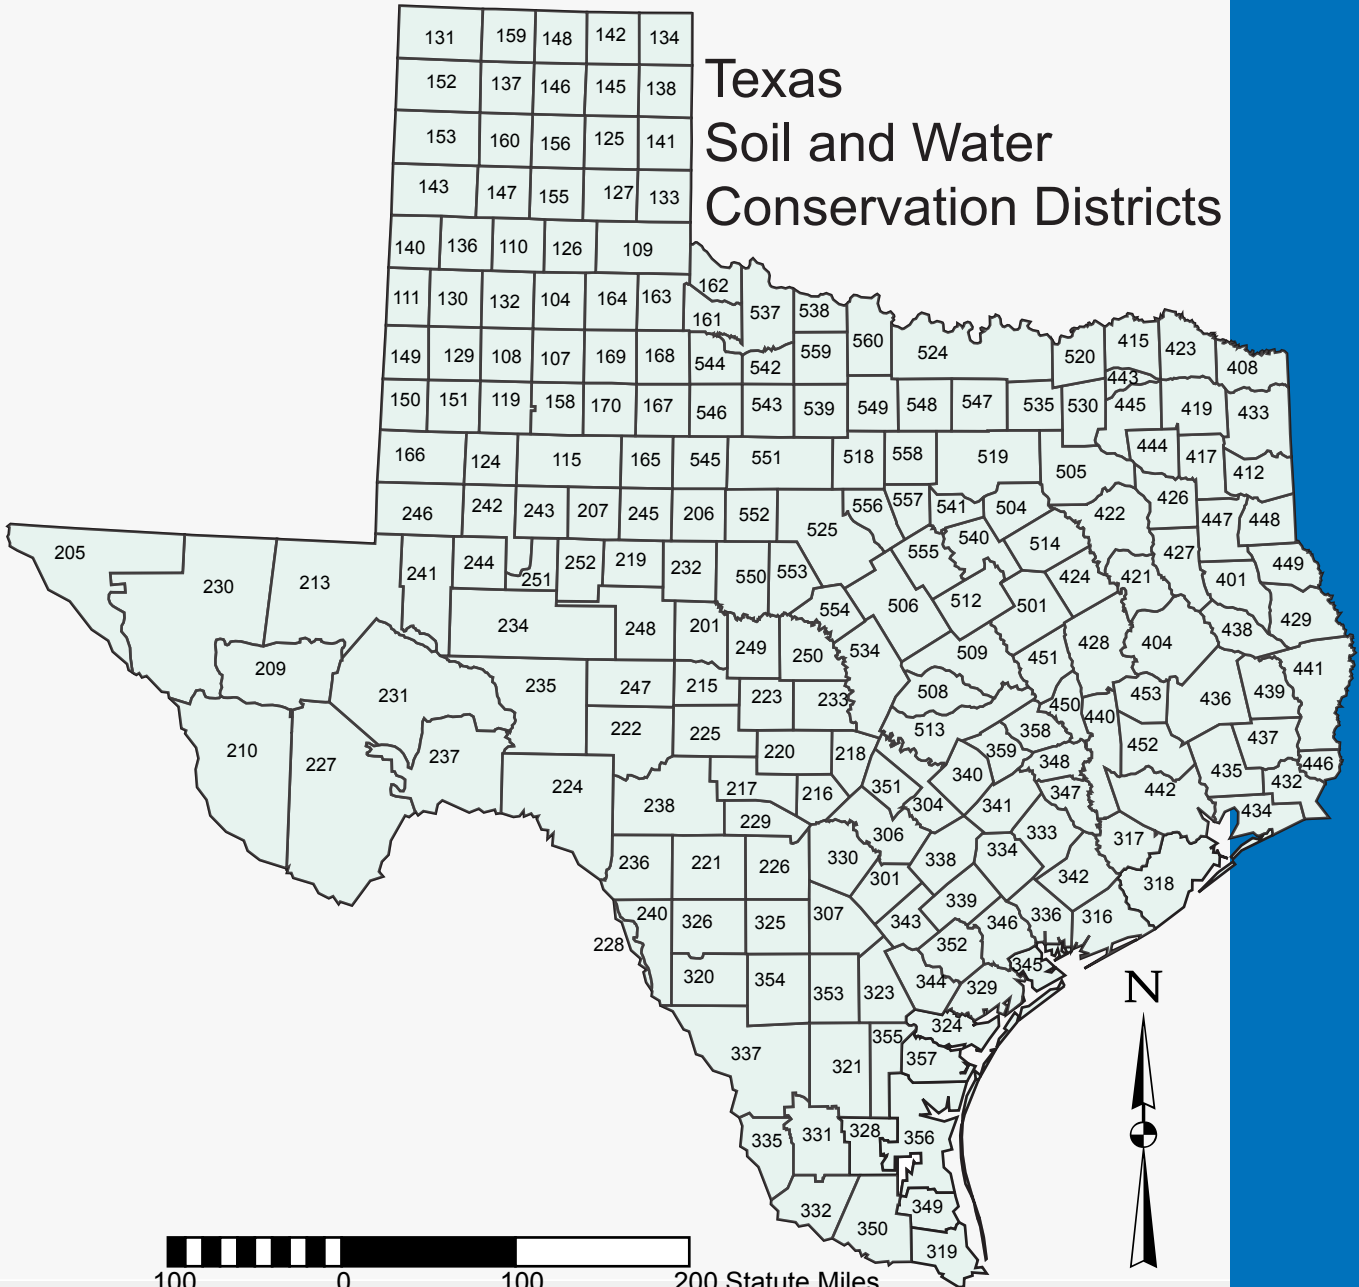 131 159 148 142 134
Texas
152 137 146 145 138
153 160 156 125 141
Soil and Water
143 147 155 127 133
Conservation Districts
140 136 110 126 109
111 130 132 104 164 163 162
161 537 538
149 129 108 107 169 168 544 542 559 560 524 520 415 423 408
443
150 151 119 158 170 167 546 543 539 549 548 547 535 530 445 419 433
166 124 115 165 545 551 518 558 519 505 444 417 412
246 242 243 207 245 206 552 525 556 557 541 504 422 426 447 448
205 230 213 241 244 251 252 219 232 550 553 555 540 514 424 421 427 401 449
234 248 201 554 506 512 501 438 429
209 249 250 534 509 451 428 404 441
231 235 247 215 223 233 508 450 440 453 436 439
210 227 237 222 225 220 218 513 359 358 348 452 435 437 446
224 238 217 216 351 304 340 341 347 442 432 434
229 306 338 334 333 317
236 221 226 330 301 342 318
240 326 325 307 343 339 346 336 316
228 352 345
320 354 353 323 344 329 N
324
337 321 355 357
335 331 328 356
332 350 349
319
100 0 100 200 Statute Miles